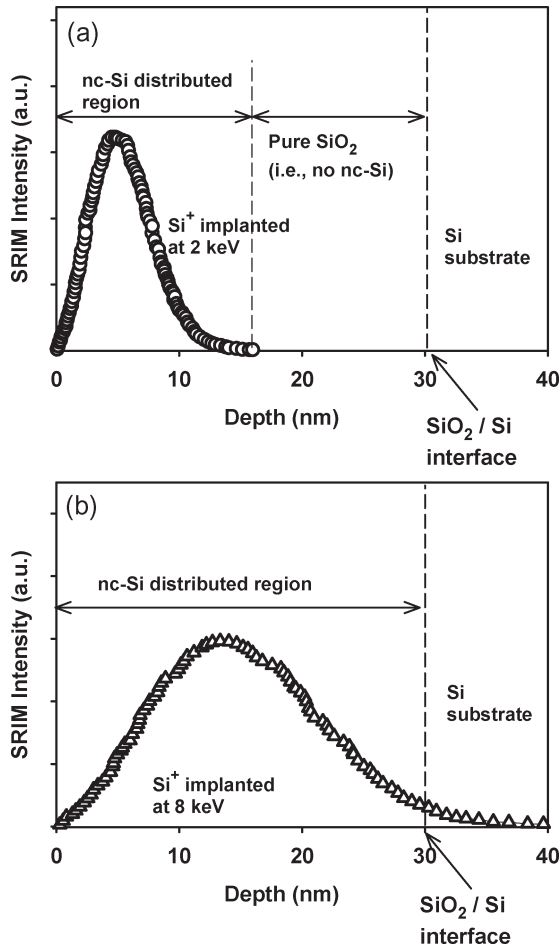 (a)
nc-Si distributed
region
Pure SiO₂
(i.e., no nc-Si)
Si⁺ implanted
at 2 keV
Si
substrate
SRIM Intensity (a.u.)
0 10 20 30 40
Depth (nm)
SiO₂ / Si
interface
(b)
nc-Si distributed region
Si
substrate
Si⁺ implanted
at 8 keV
SRIM Intensity (a.u.)
0 10 20 30 40
Depth (nm)
SiO₂ / Si
interface